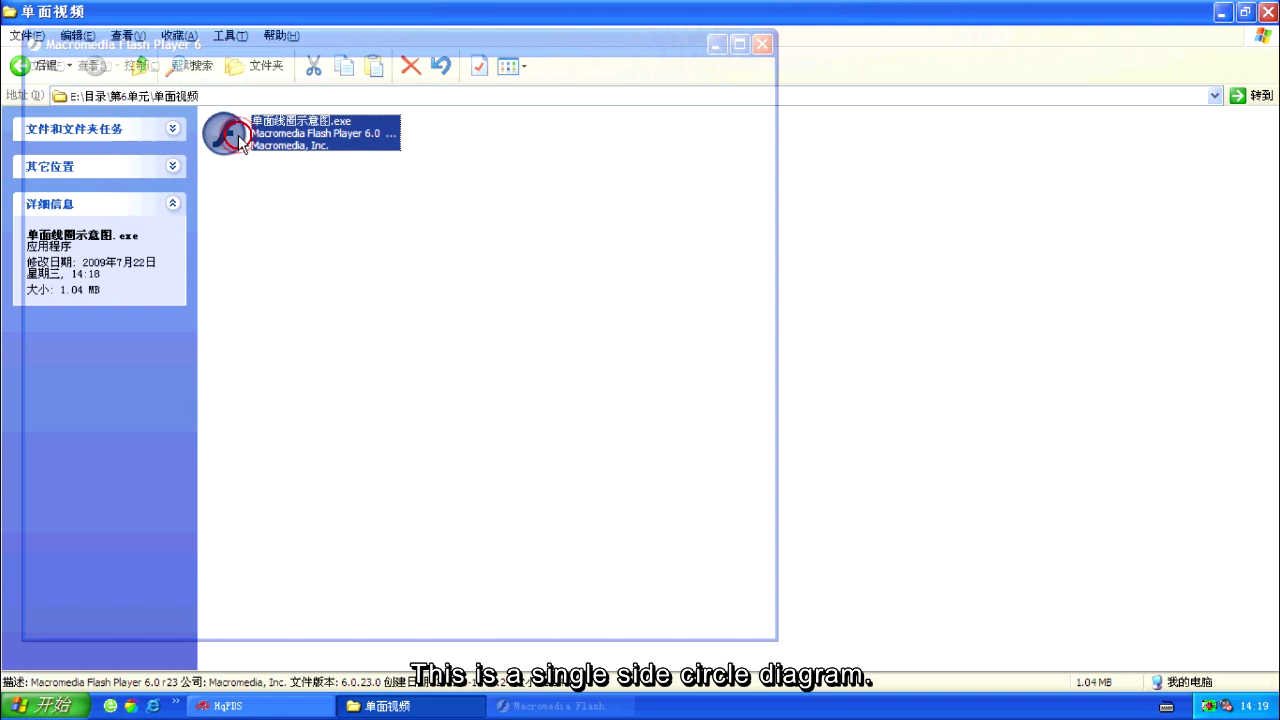 单面视频
文件(F) 编辑(E) 查看(V) 收藏(A) 工具(T) 帮助(H)
Macromedia Flash Player 6
后退 搜索 文件夹
地址(D) E:\目录\第6单元\单面视频 转到
文件和文件夹任务
其它位置
详细信息
单面线圈示意图.exe
应用程序
修改日期: 2009年7月22日
星期三, 14:18
大小: 1.04 MB
单面线圈示意图.exe
Macromedia Flash Player 6.0 ...
Macromedia, Inc.
This is a single side circle diagram.
描述: Macromedia Flash Player 6.0 r23 公司: Macromedia, Inc. 文件版本: 6.0.23.0 创建日 1.04 MB 我的电脑
开始 HqPDS 单面视频 Macromedia Flash 14:19